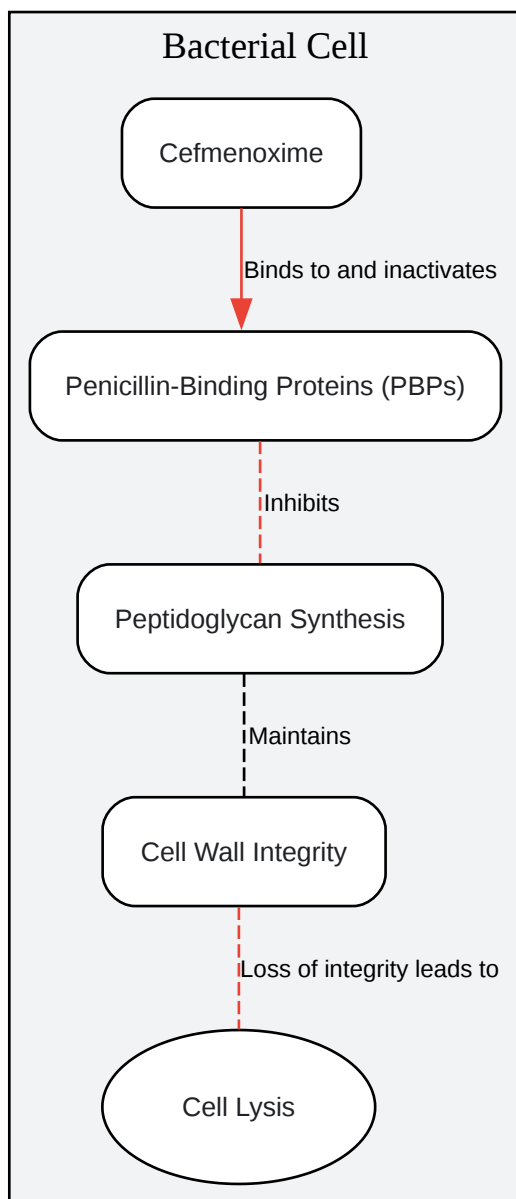 Bacterial Cell
Cefmenoxime
Binds to and inactivates
Penicillin-Binding Proteins (PBPs)
Inhibits
Peptidoglycan Synthesis
Maintains
Cell Wall Integrity
Loss of integrity leads to
Cell Lysis